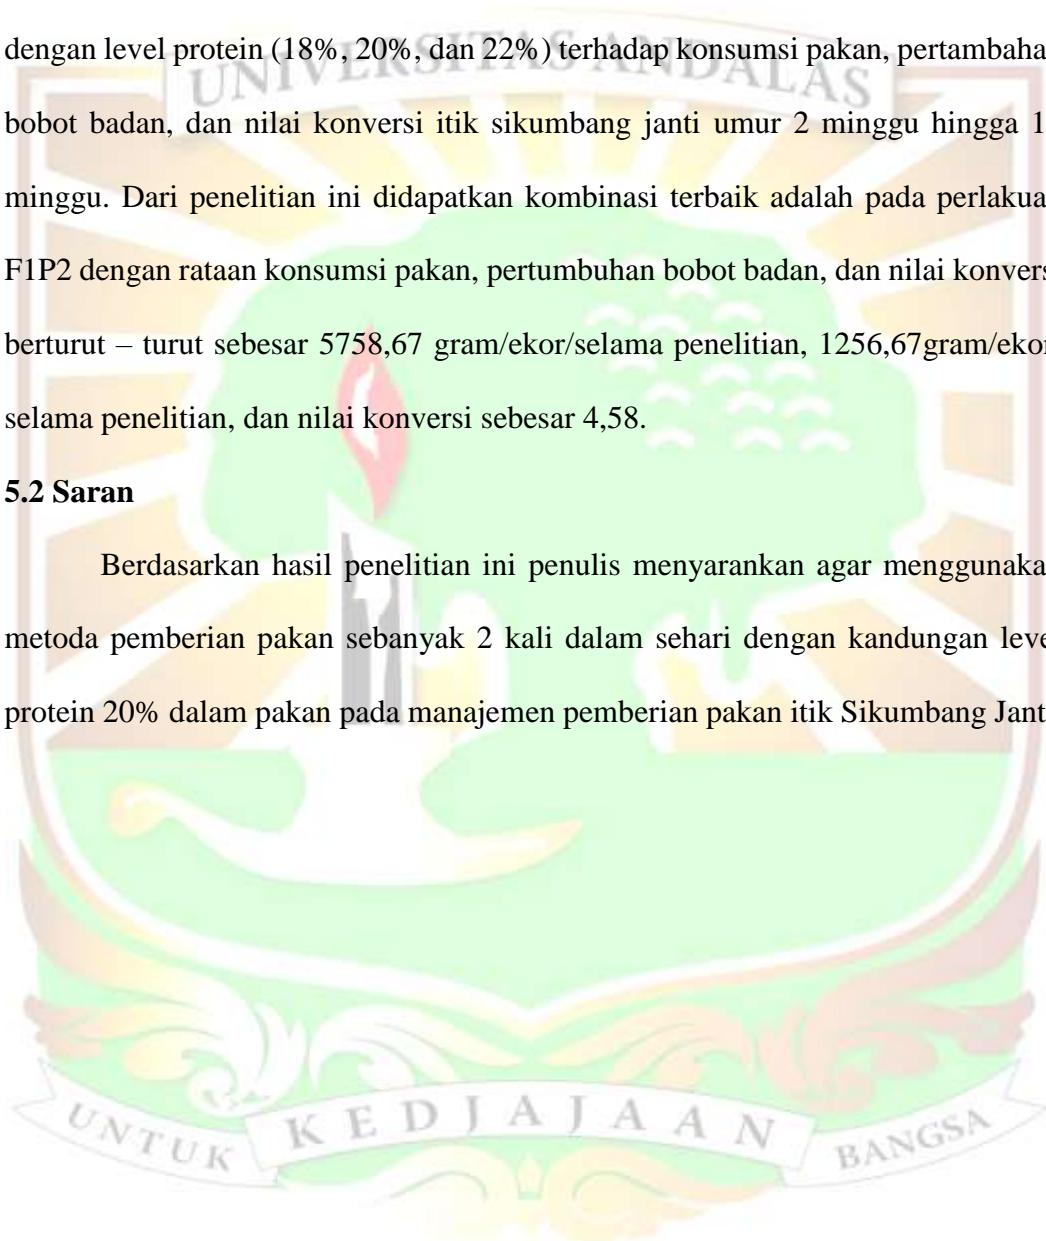 dengan level protein (18%, 20%, dan 22%) terhadap konsumsi pakan, pertambaha
UNIVERSITAS ANDALAS
bobot badan, dan nilai konversi itik sikumbang janti umur 2 minggu hingga 1
minggu. Dari penelitian ini didapatkan kombinasi terbaik adalah pada perlakua
F1P2 dengan rataan konsumsi pakan, pertumbuhan bobot badan, dan nilai konvers
berturut – turut sebesar 5758,67 gram/ekor/selama penelitian, 1256,67gram/ekor
selama penelitian, dan nilai konversi sebesar 4,58.
5.2 Saran
Berdasarkan hasil penelitian ini penulis menyarankan agar menggunaka
metoda pemberian pakan sebanyak 2 kali dalam sehari dengan kandungan leve
protein 20% dalam pakan pada manajemen pemberian pakan itik Sikumbang Jant
UNTUK KEDJAJAAN BANGSA